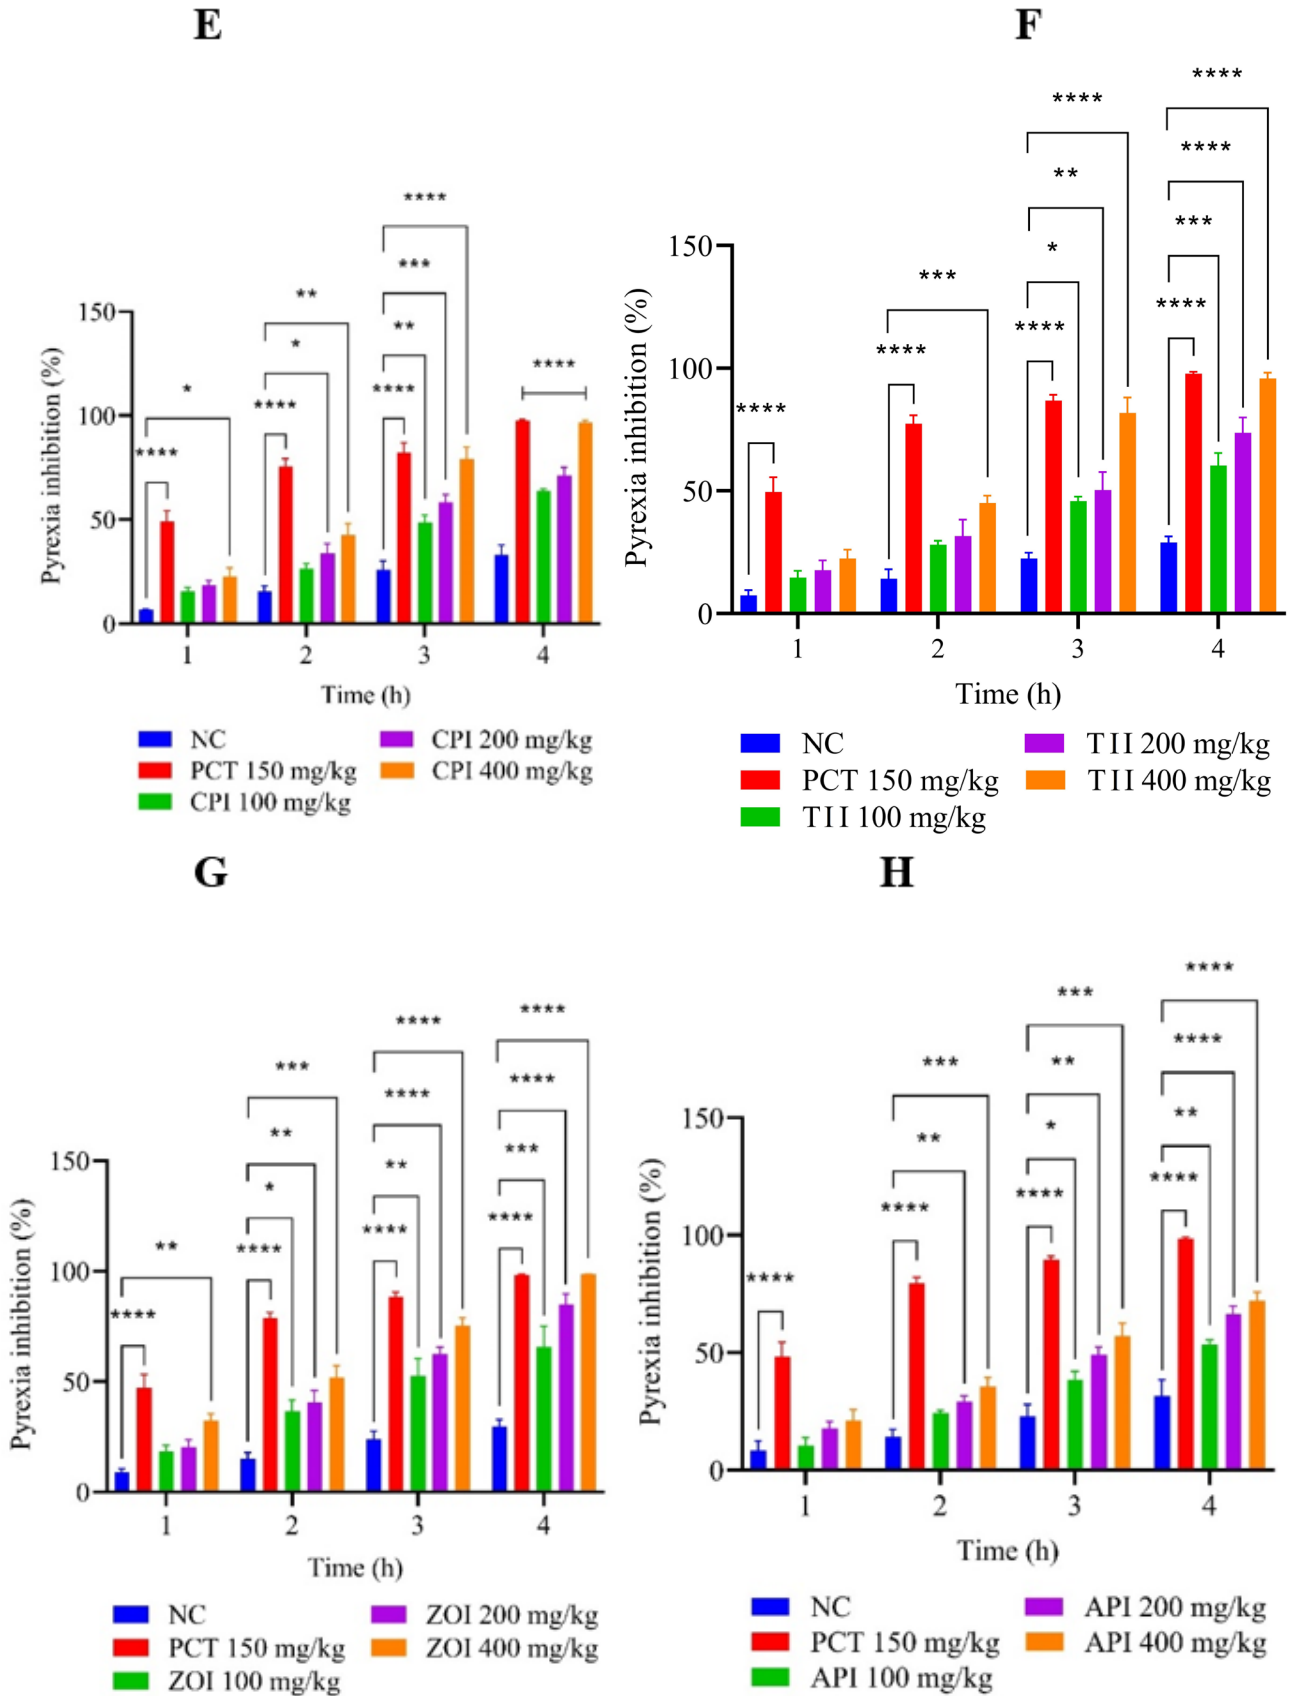 E
****
***
**
****
*
**
*
****
****
****
*
****
150
100
50
0
Pyrexia inhibition (%)
1 2 3 4
Time (h)
NC CPI 200 mg/kg
PCT 150 mg/kg CPI 400 mg/kg
CPI 100 mg/kg
F
****
****
****
**
***
*
****
****
***
****
****
150
100
50
0
Pyrexia inhibition (%)
1 2 3 4
Time (h)
NC TII 200 mg/kg
PCT 150 mg/kg TII 400 mg/kg
TII 100 mg/kg
G
****
****
***
****
****
**
***
**
*
****
****
**
****
****
150
100
50
0
Pyrexia inhibition (%)
1 2 3 4
Time (h)
NC ZOI 200 mg/kg
PCT 150 mg/kg ZOI 400 mg/kg
ZOI 100 mg/kg
H
****
***
****
***
**
**
*
**
****
****
****
****
150
100
50
0
Pyrexia inhibition (%)
1 2 3 4
Time (h)
NC API 200 mg/kg
PCT 150 mg/kg API 400 mg/kg
API 100 mg/kg